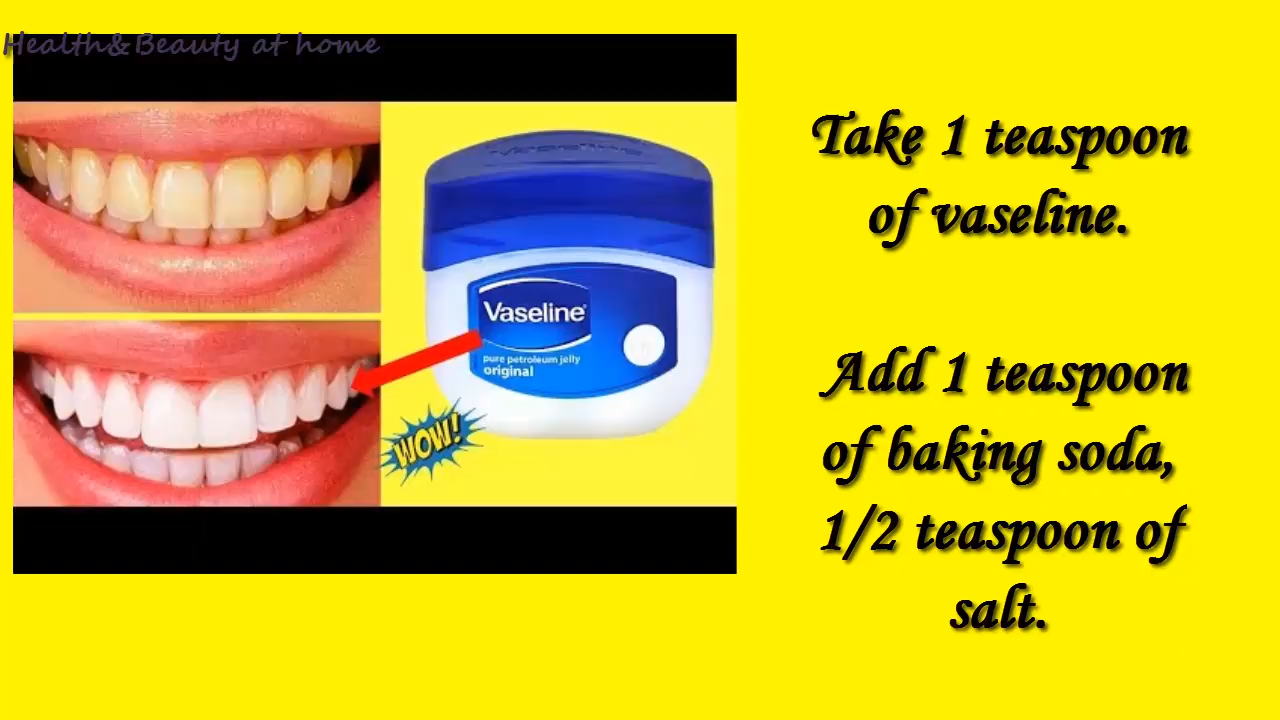 Health& Beauty at home
Vaseline
Vaseline
pure petroleum jelly
original
WOW!
Take 1 teaspoon
of vaseline.
Add 1 teaspoon
of baking soda,
1/2 teaspoon of
salt.